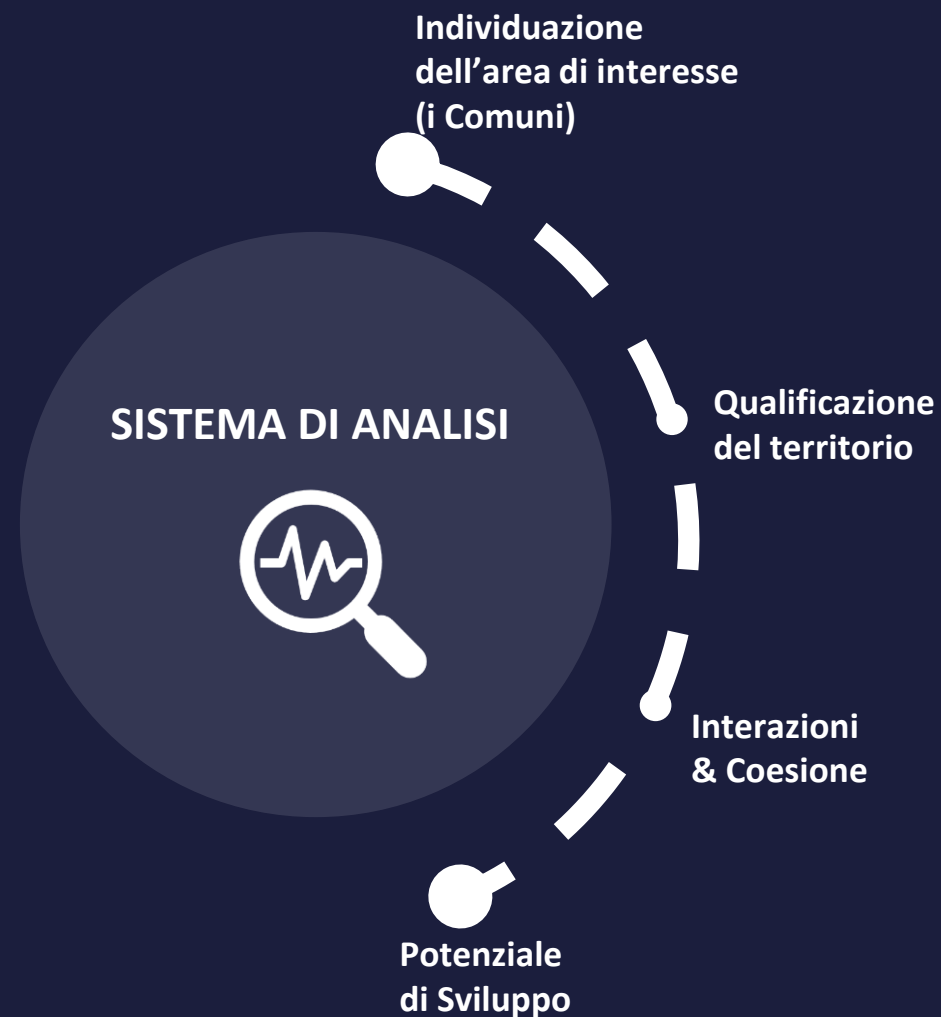 Individuazione
dell’area di interesse
(i Comuni)
SISTEMA DI ANALISI
Qualificazione
del territorio
Interazioni
& Coesione
Potenziale
di Sviluppo